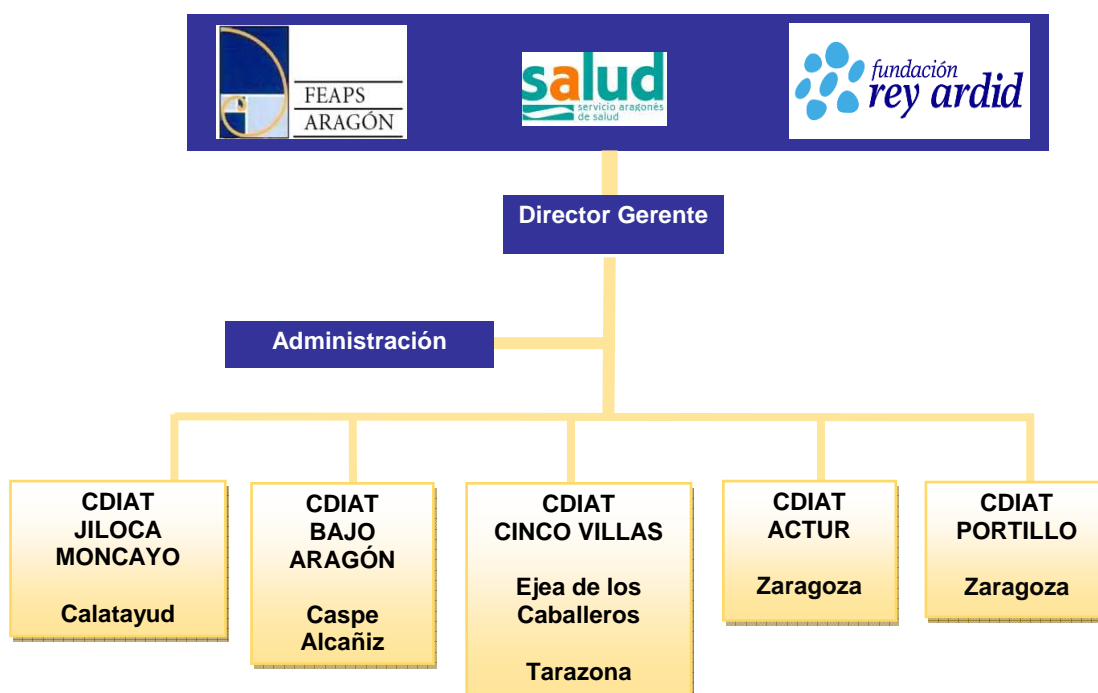 FEAPS
ARAGÓN
salud
servicio aragonés
de salud
fundación
rey ardid
Director Gerente
Administración
CDIAT
JILOCA
MONCAYO
Calatayud
CDIAT
BAJO
ARAGÓN
Caspe
Alcañiz
CDIAT
CINCO VILLAS
Ejea de los
Caballeros
Tarazona
CDIAT
ACTUR
Zaragoza
CDIAT
PORTILLO
Zaragoza